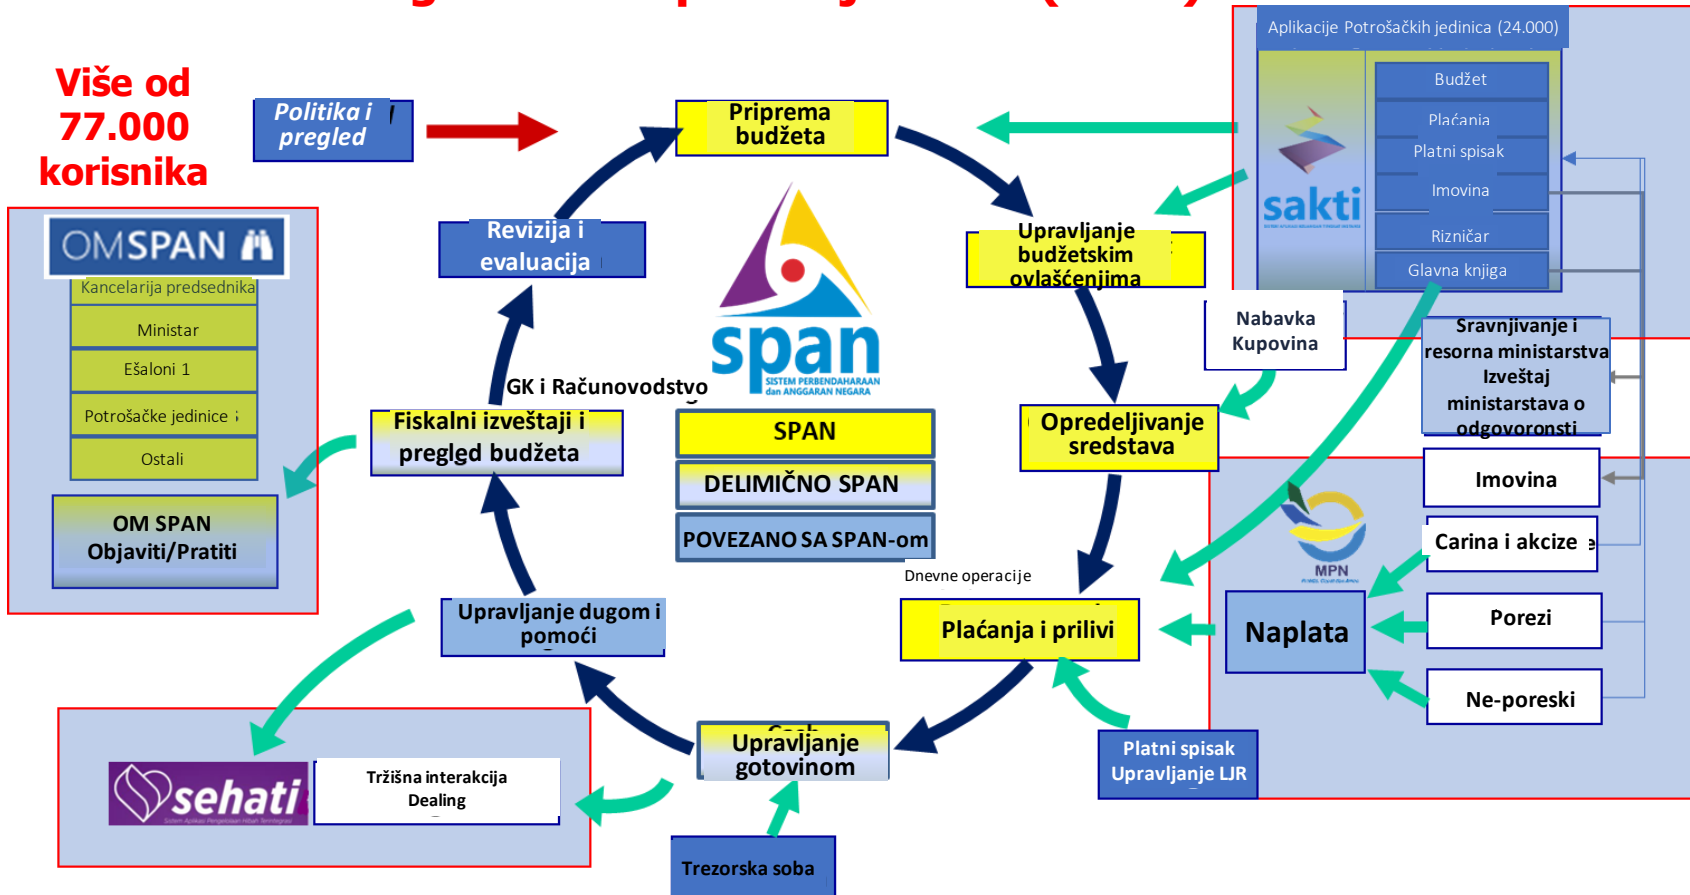 Više od
77.000
korisnika
Politika i
pregled
Priprema
budžeta
Aplikacije Potrošačkih jedinica (24.000)
Budžet
Plaćanja
Platni spisak
Imovina
Rizničar
Glavna knjiga
sakti
OMSPAN
Kancelarija predsednika
Ministar
Ešaloni 1
Potrošačke jedinice
Ostali
OM SPAN
Objaviti/Pratiti
Revizija i
evaluacija
Upravljanje
budžetskim
ovlašćenjima
span
SISTEM PERBENDAHARAAN
dan ANGGARAN NEGARA
Nabavka
Kupovina
Sravnjivanje i
resorna ministarstva
Izveštaj
ministarstava o
odgovoronsti
GK i Računovodstvo
Fiskalni izveštaji i
pregled budžeta
SPAN
DELIMIČNO SPAN
POVEZANO SA SPAN-om
Opredeljivanje
sredstava
Imovina
Carina i akcize
Porezi
Ne-poreski
MPN
Naplata
Dnevne operacije
Plaćanja i prilivi
Upravljanje dugom i
pomoći
Upravljanje
gotovinom
Platni spisak
Upravljanje LJR
sehati
Tržišna interakcija
Dealing
Trezorska soba